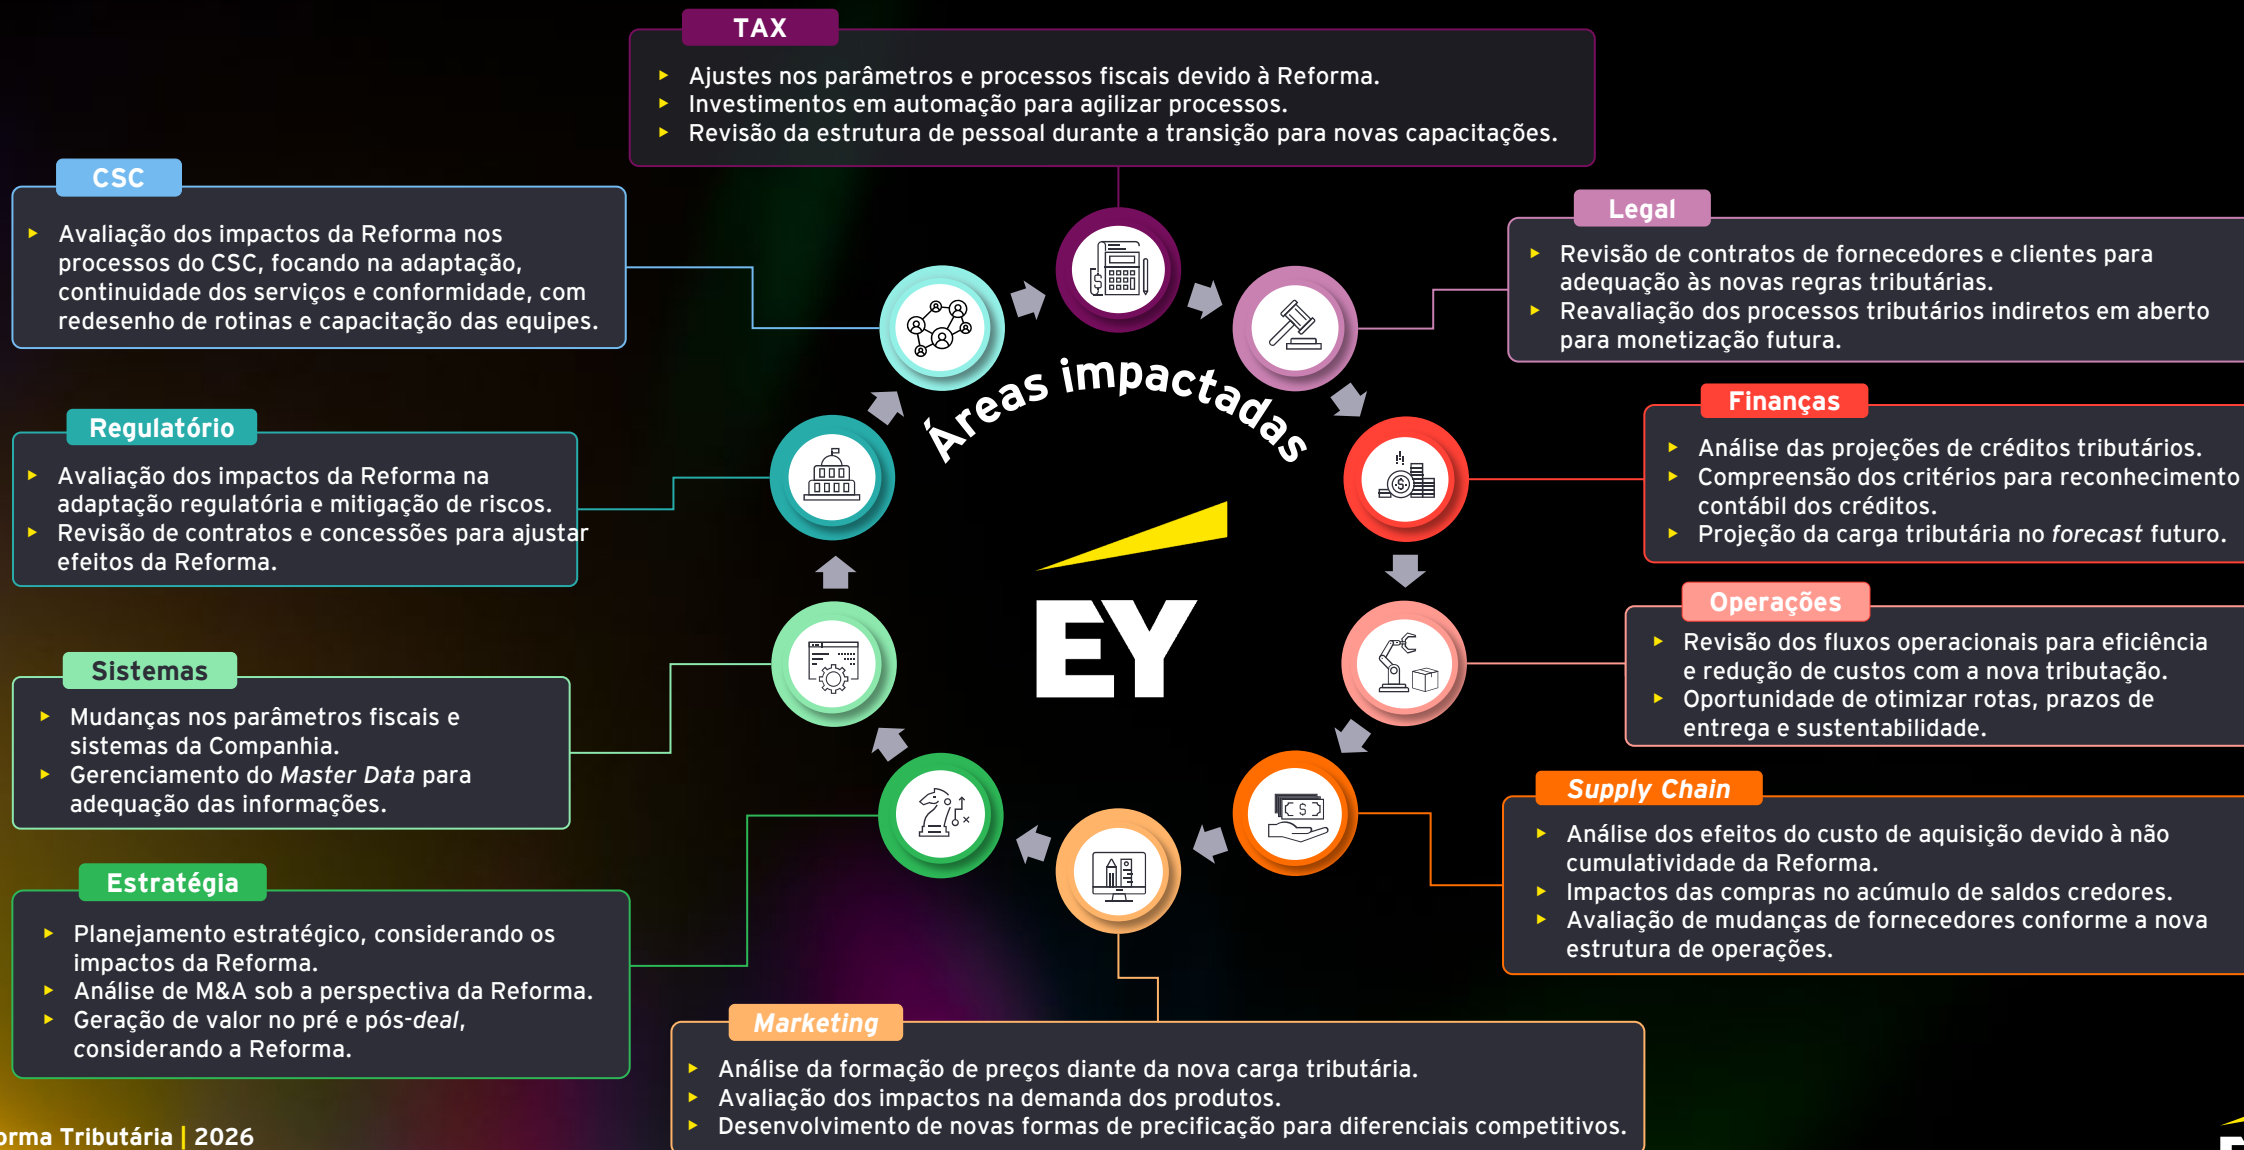 TAX
Ajustes nos parâmetros e processos fiscais devido à Reforma.
Investimentos em automação para agilizar processos.
Revisão da estrutura de pessoal durante a transição para novas capacitações.
CSC
Avaliação dos impactos da Reforma nos
processos do CSC, focando na adaptação,
continuidade dos serviços e conformidade, com
redesenho de rotinas e capacitação das equipes.
Legal
Revisão de contratos de fornecedores e clientes para
adequação às novas regras tributárias.
Reavaliação dos processos tributários indiretos em aberto
para monetização futura.
Áreas impactadas
Regulatório
Avaliação dos impactos da Reforma na
adaptação regulatória e mitigação de riscos.
Revisão de contratos e concessões para ajustar
efeitos da Reforma.
Finanças
Análise das projeções de créditos tributários.
Compreensão dos critérios para reconhecimento
contábil dos créditos.
Projeção da carga tributária no forecast futuro.
EY
Operações
Revisão dos fluxos operacionais para eficiência
e redução de custos com a nova tributação.
Oportunidade de otimizar rotas, prazos de
entrega e sustentabilidade.
Sistemas
Mudanças nos parâmetros fiscais e
sistemas da Companhia.
Gerenciamento do Master Data para
adequação das informações.
Supply Chain
Análise dos efeitos do custo de aquisição devido à não
cumulatividade da Reforma.
Impactos das compras no acúmulo de saldos credores.
Avaliação de mudanças de fornecedores conforme a nova
estrutura de operações.
Estratégia
Planejamento estratégico, considerando os
impactos da Reforma.
Análise de M&A sob a perspectiva da Reforma.
Geração de valor no pré e pós-deal,
considerando a Reforma.
Marketing
Análise da formação de preços diante da nova carga tributária.
Avaliação dos impactos na demanda dos produtos.
Desenvolvimento de novas formas de precificação para diferenciais competitivos.
orma Tributária | 2026